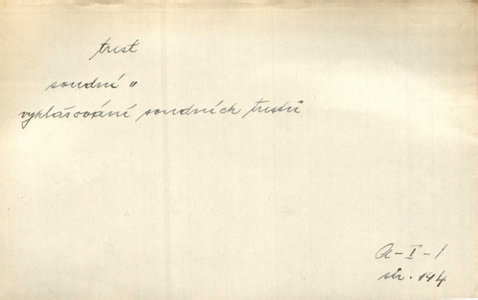 trest
soudní v
vyhlašování soudních trestů
A-I-1
str. 144